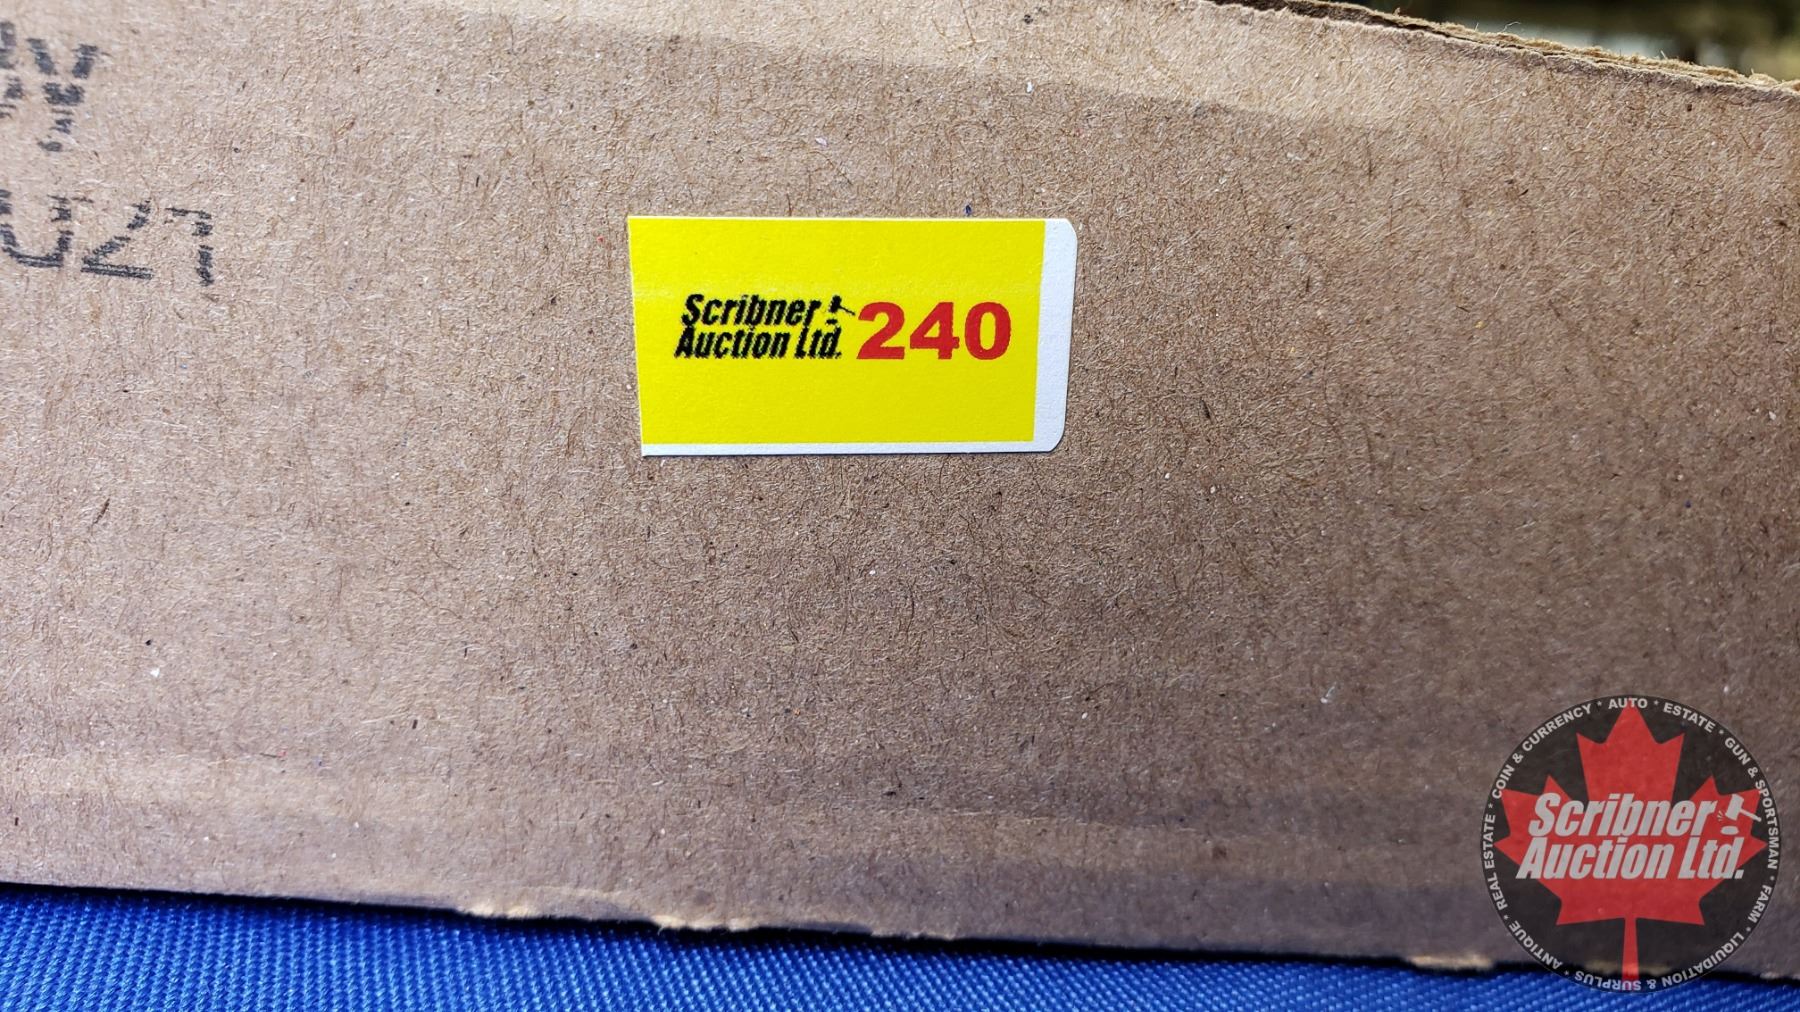 Scribner
Auction Ltd. 240
COIN & CURRENCY * AUTO * ESTATE * GUN & SPORTSMAN * FARM * LIQUIDATION & SURPLUS * ANTIQUE * REAL ESTATE *
Scribner
Auction Ltd.